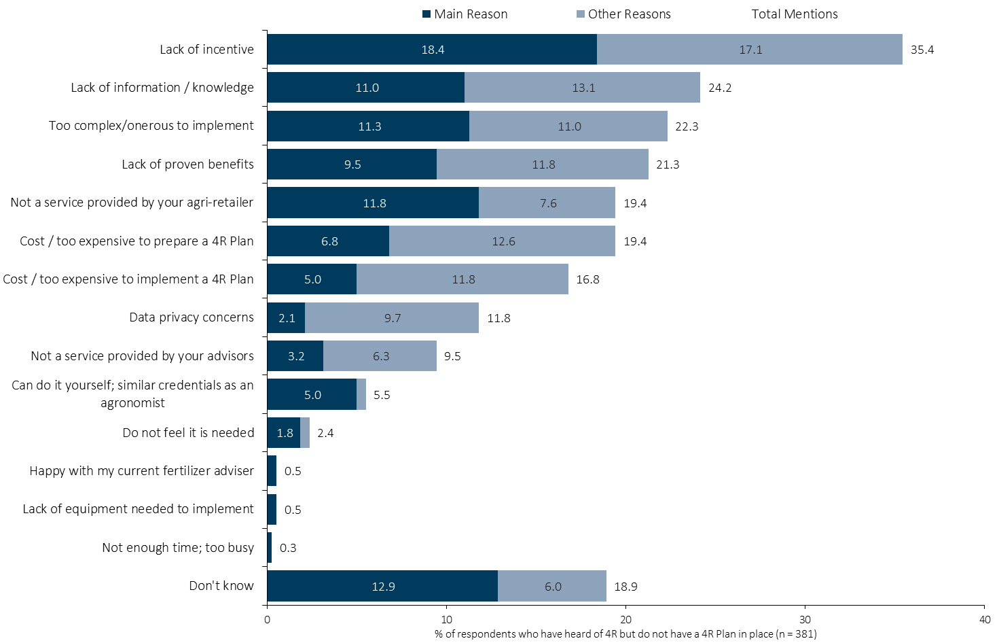 Main Reason Other Reasons Total Mentions
Lack of incentive 18.4 17.1 35.4
Lack of information / knowledge 11.0 13.1 24.2
Too complex/onerous to implement 11.3 11.0 22.3
Lack of proven benefits 9.5 11.8 21.3
Not a service provided by your agri-retailer 11.8 7.6 19.4
Cost / too expensive to prepare a 4R Plan 6.8 12.6 19.4
Cost / too expensive to implement a 4R Plan 5.0 11.8 16.8
Data privacy concerns 2.1 9.7 11.8
Not a service provided by your advisors 3.2 6.3 9.5
Can do it yourself; similar credentials as an
agronomist 5.0 5.5
Do not feel it is needed 1.8 2.4
Happy with my current fertilizer adviser 0.5
Lack of equipment needed to implement 0.5
Not enough time; too busy 0.3
Don't know 12.9 6.0 18.9
0 10 20 30 40
% of respondents who have heard of 4R but do not have a 4R Plan in place (n = 381)